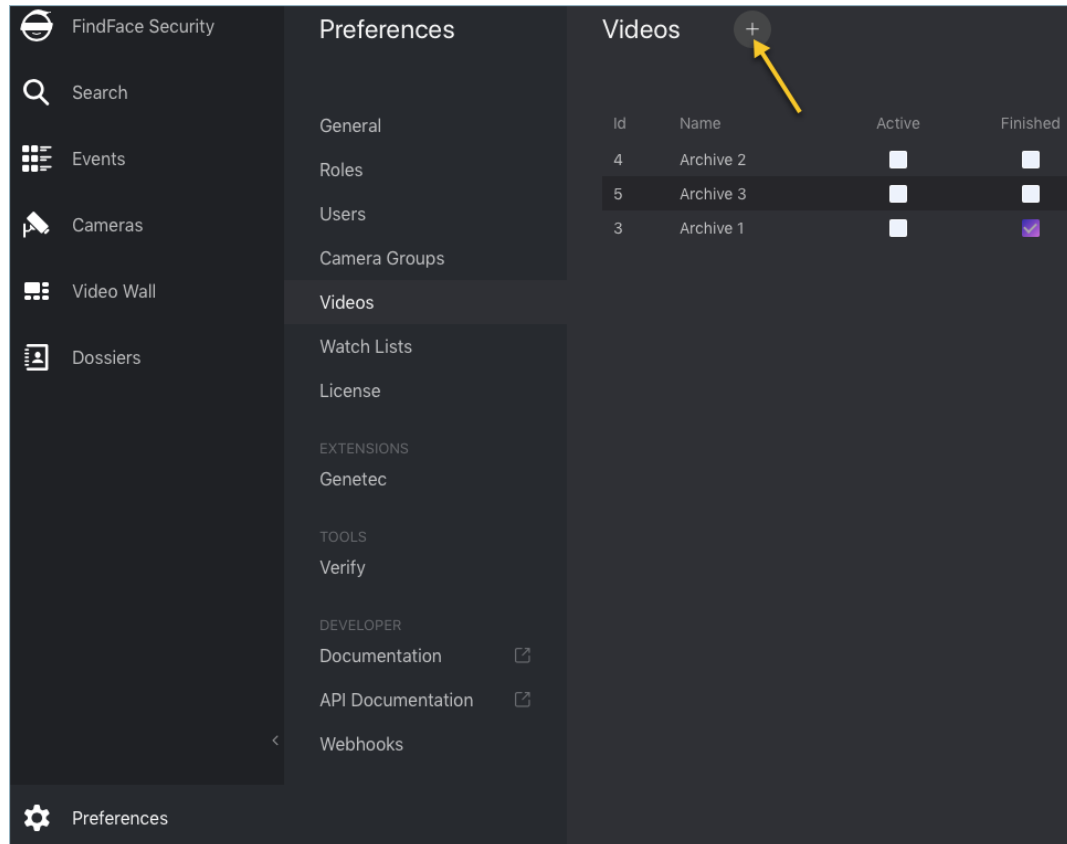 FindFace Security
Search
Events
Cameras
Video Wall
Dossiers
Preferences
Preferences
General
Roles
Users
Camera Groups
Videos
Watch Lists
License
EXTENSIONS
Genetec
TOOLS
Verify
DEVELOPER
Documentation
API Documentation
Webhooks
Videos +
Id Name Active Finished
4 Archive 2
5 Archive 3
3 Archive 1